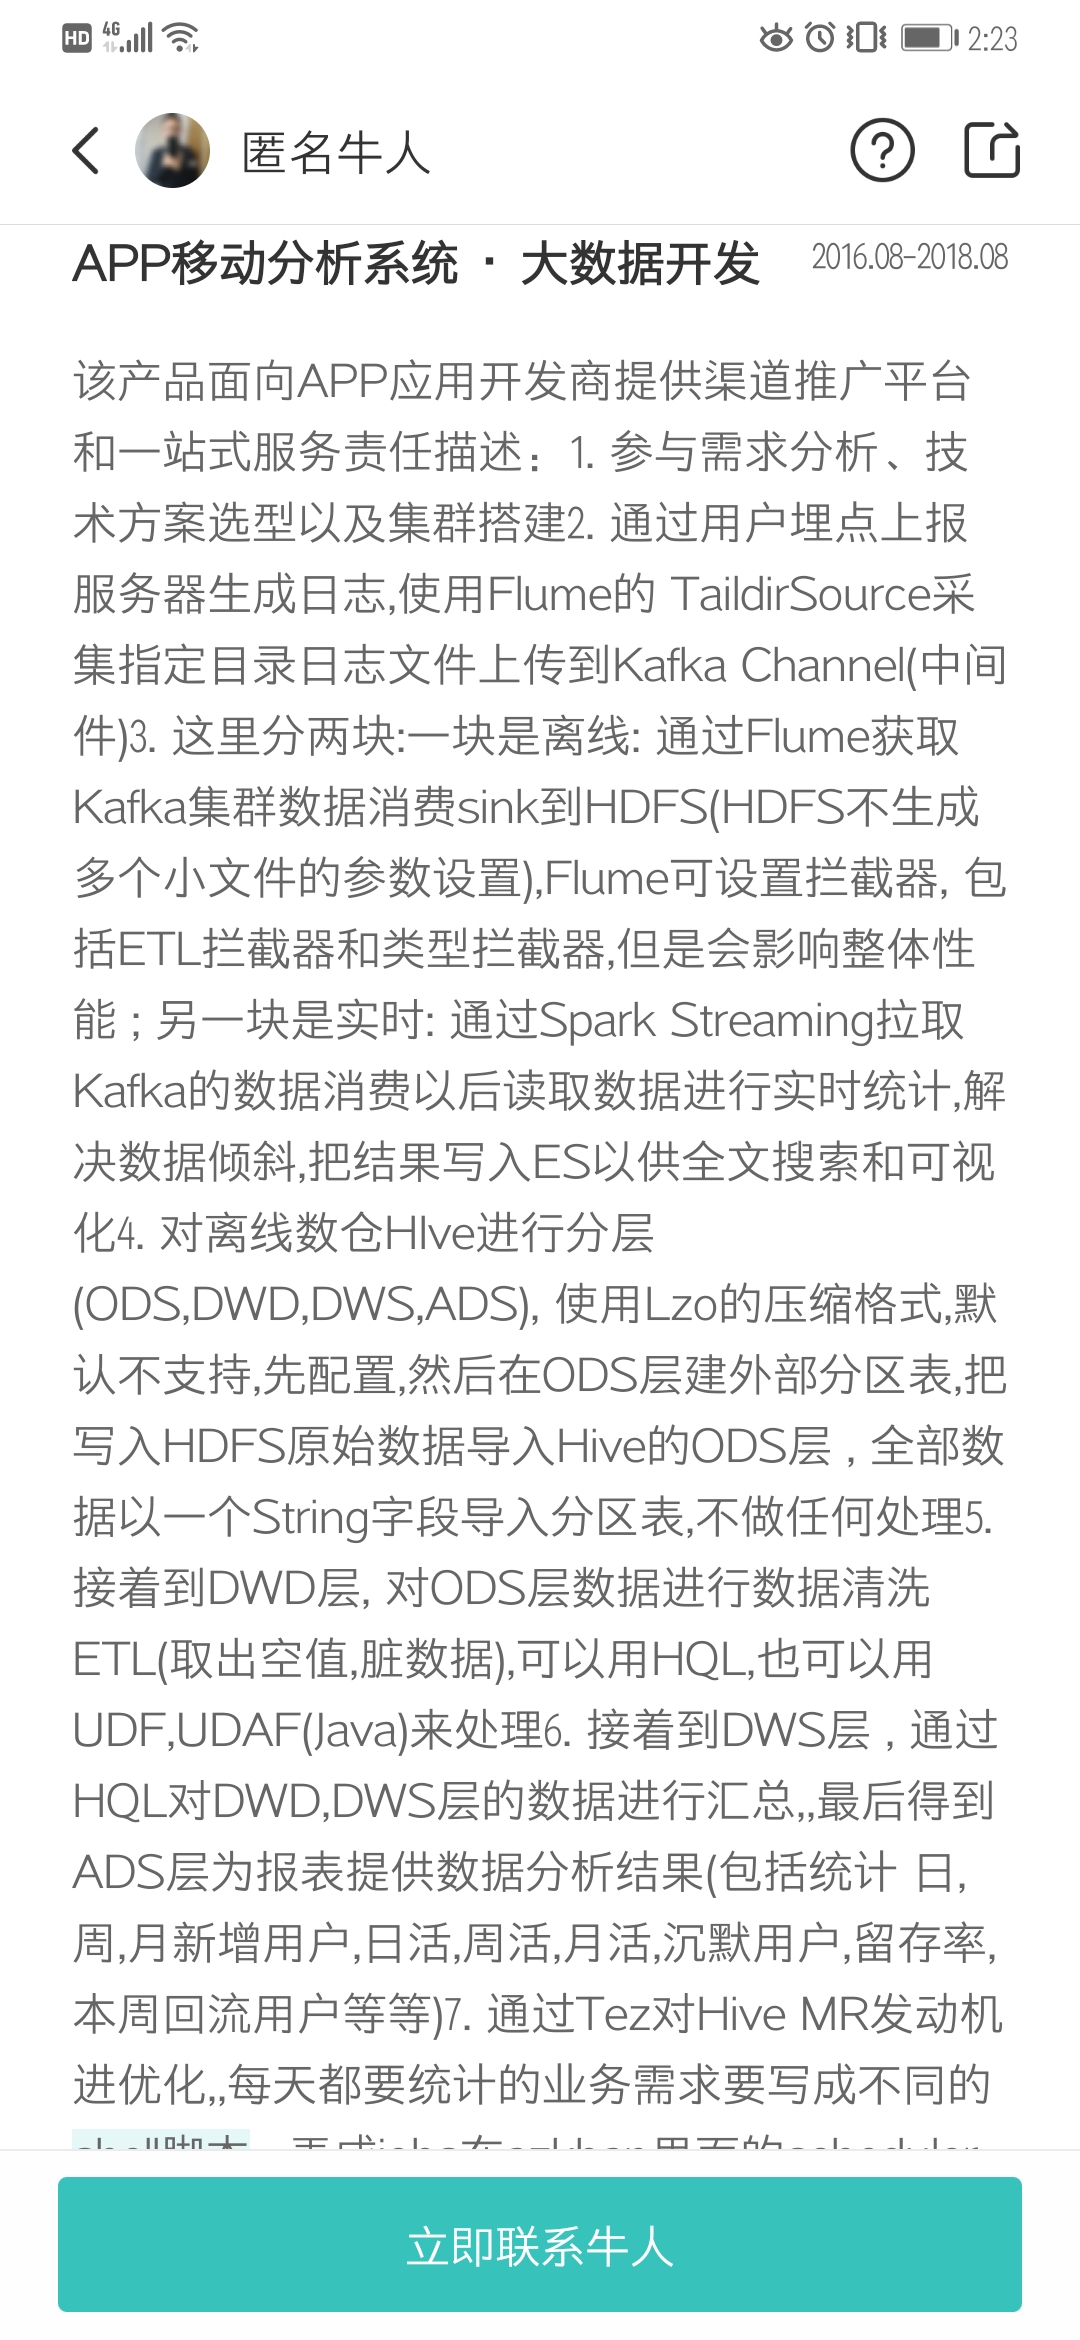 HD 4G 2:23
匿名牛人
APP移动分析系统 · 大数据开发 2016.08-2018.08
该产品面向APP应用开发商提供渠道推广平台
和一站式服务责任描述：1. 参与需求分析、技
术方案选型以及集群搭建2. 通过用户埋点上报
服务器生成日志,使用Flume的 TaildirSource采
集指定目录日志文件上传到Kafka Channel(中间
件)3. 这里分两块:一块是离线: 通过Flume获取
Kafka集群数据消费sink到HDFS(HDFS不生成
多个小文件的参数设置),Flume可设置拦截器, 包
括ETL拦截器和类型拦截器,但是会影响整体性
能；另一块是实时: 通过Spark Streaming拉取
Kafka的数据消费以后读取数据进行实时统计,解
决数据倾斜,把结果写入ES以供全文搜索和可视
化4. 对离线数仓HIve进行分层
(ODS,DWD,DWS,ADS), 使用Lzo的压缩格式,默
认不支持,先配置,然后在ODS层建外部分区表,把
写入HDFS原始数据导入Hive的ODS层，全部数
据以一个String字段导入分区表,不做任何处理5.
接着到DWD层, 对ODS层数据进行数据清洗
ETL(取出空值,脏数据),可以用HQL,也可以用
UDF,UDAF(Java)来处理6. 接着到DWS层，通过
HQL对DWD,DWS层的数据进行汇总,,最后得到
ADS层为报表提供数据分析结果(包括统计 日,
周,月新增用户,日活,周活,月活,沉默用户,留存率,
本周回流用户等等)7. 通过Tez对Hive MR发动机
进优化,,每天都要统计的业务需求要写成不同的
立即联系牛人